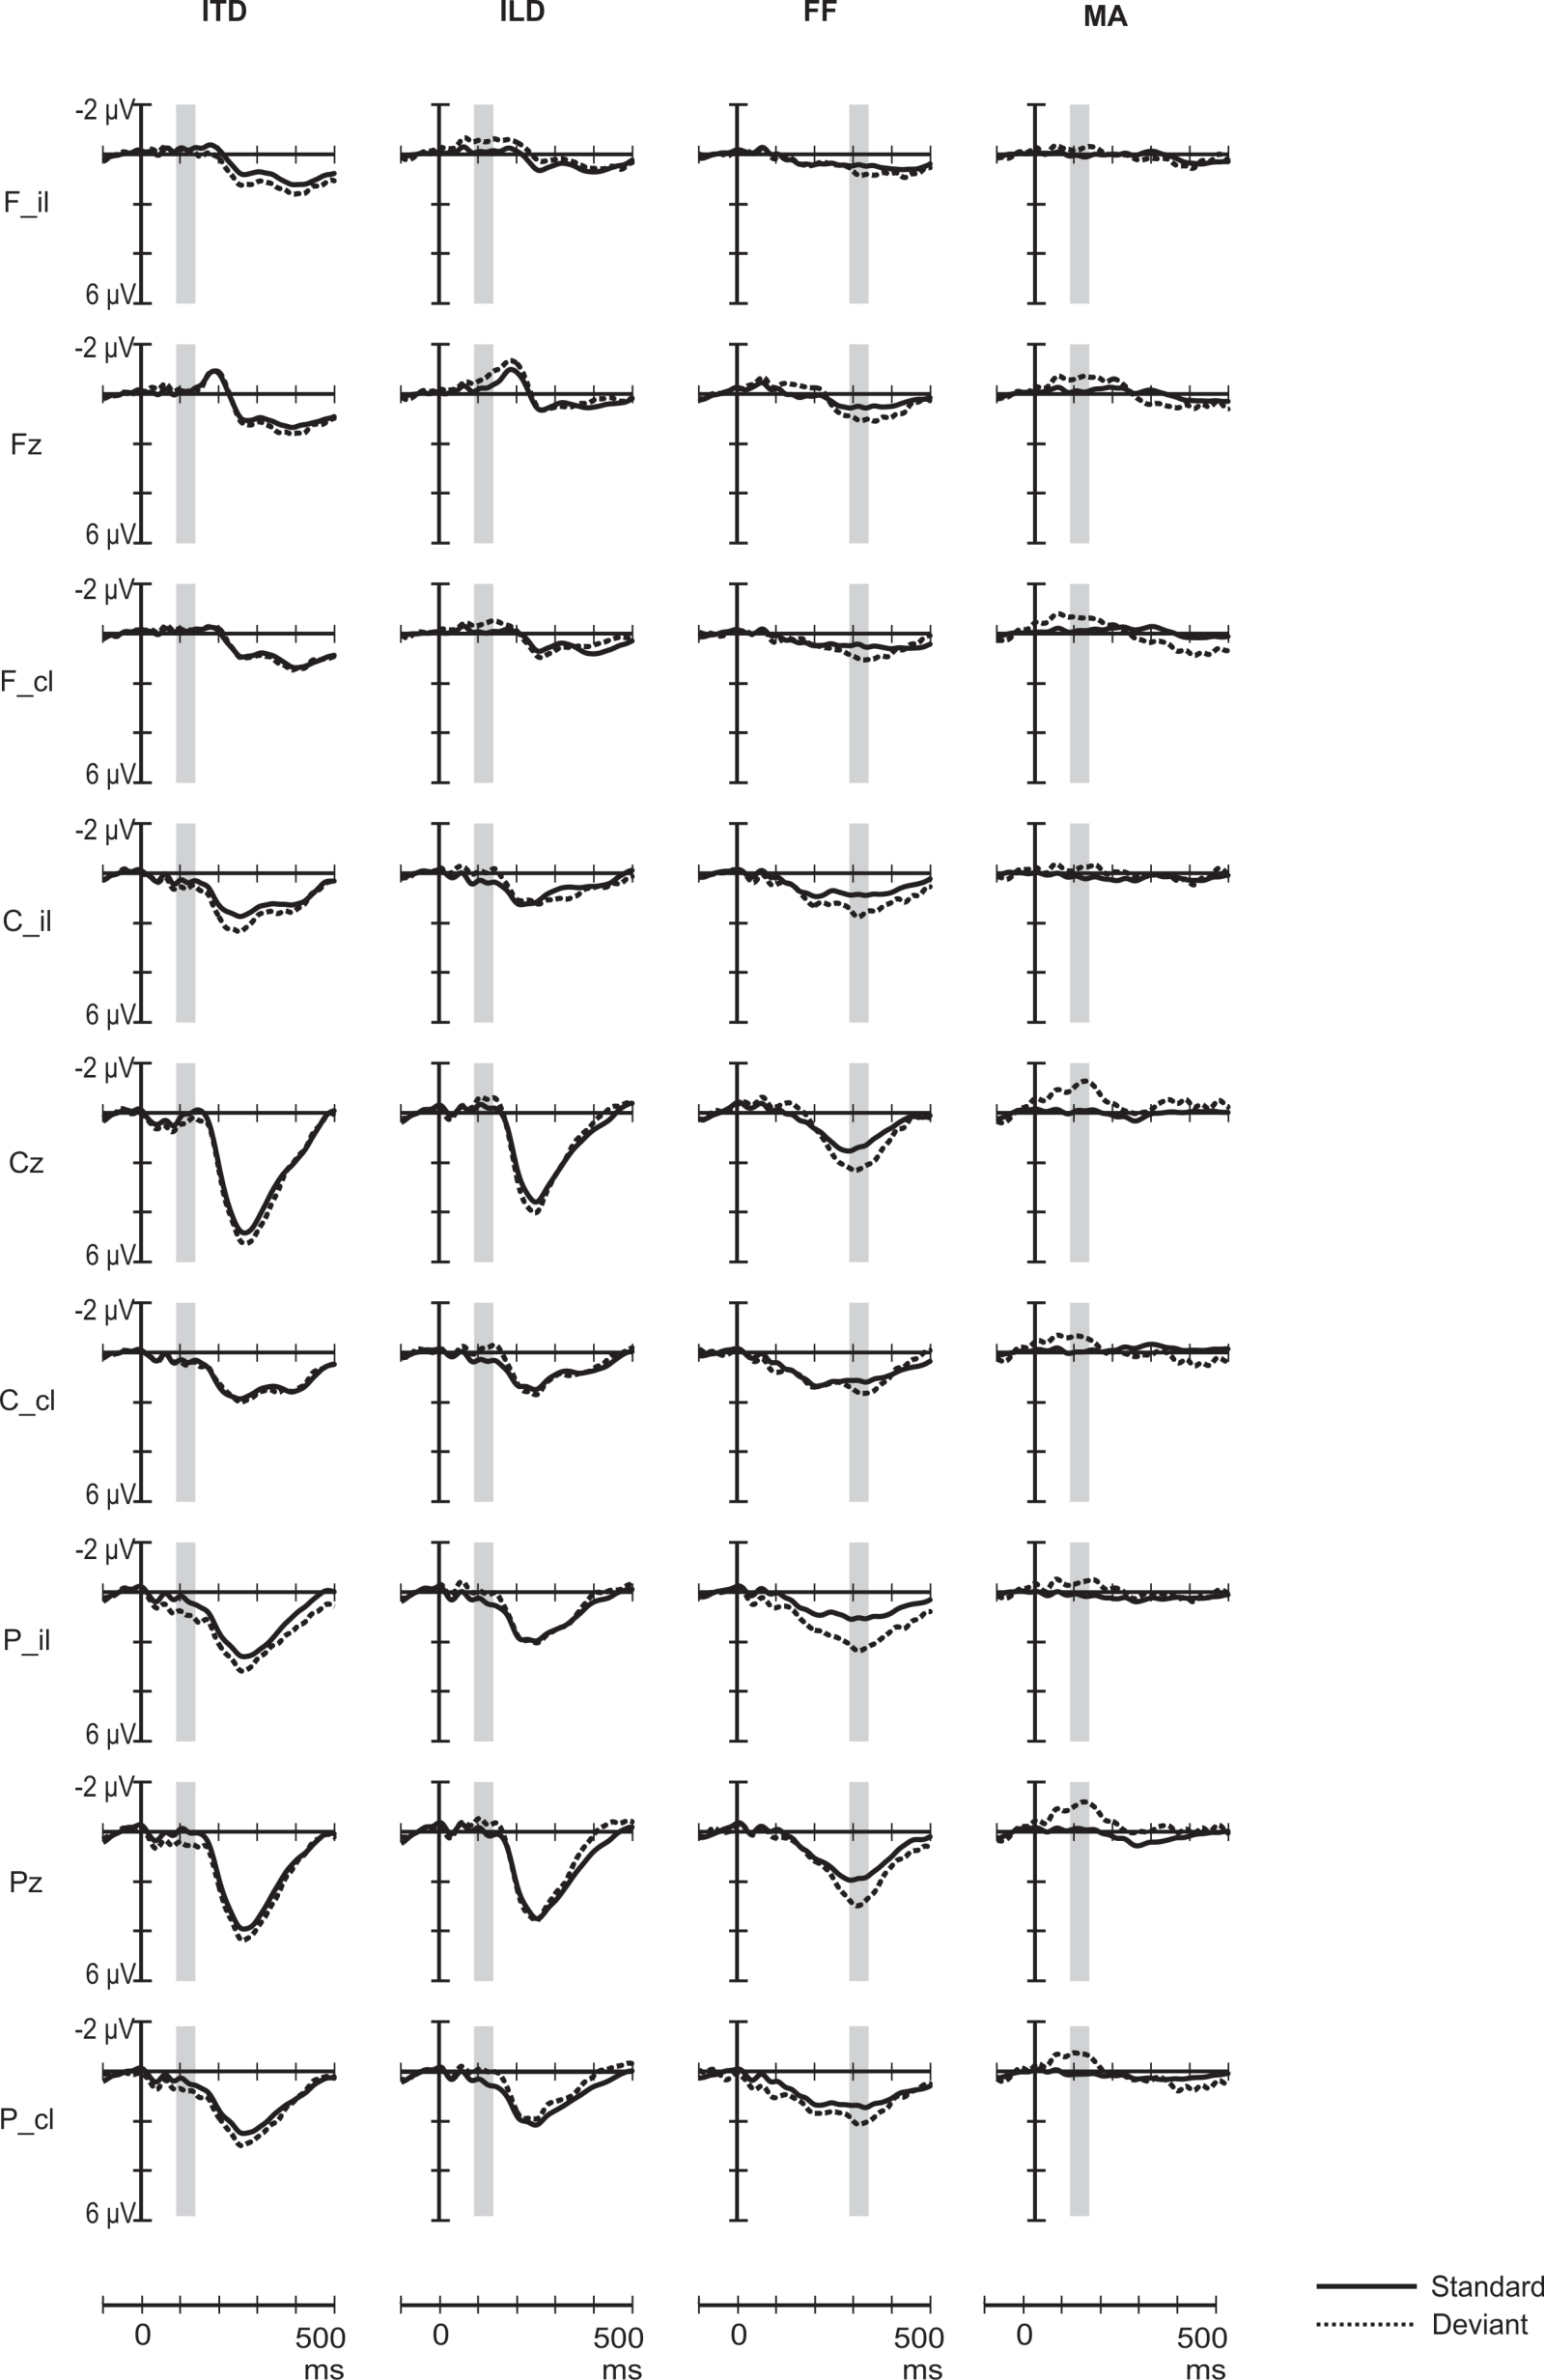 ITD ILD FF MA
-2 µV
F_il
6 µV
-2 µV
Fz
6 µV
-2 µV
F_cl
6 µV
-2 µV
C_il
6 µV
-2 µV
Cz
6 µV
-2 µV
C_cl
6 µV
-2 µV
P_il
6 µV
-2 µV
Pz
6 µV
-2 µV
P_cl
6 µV
Standard
Deviant
0 500 0 500 0 500 0 500
ms ms ms ms